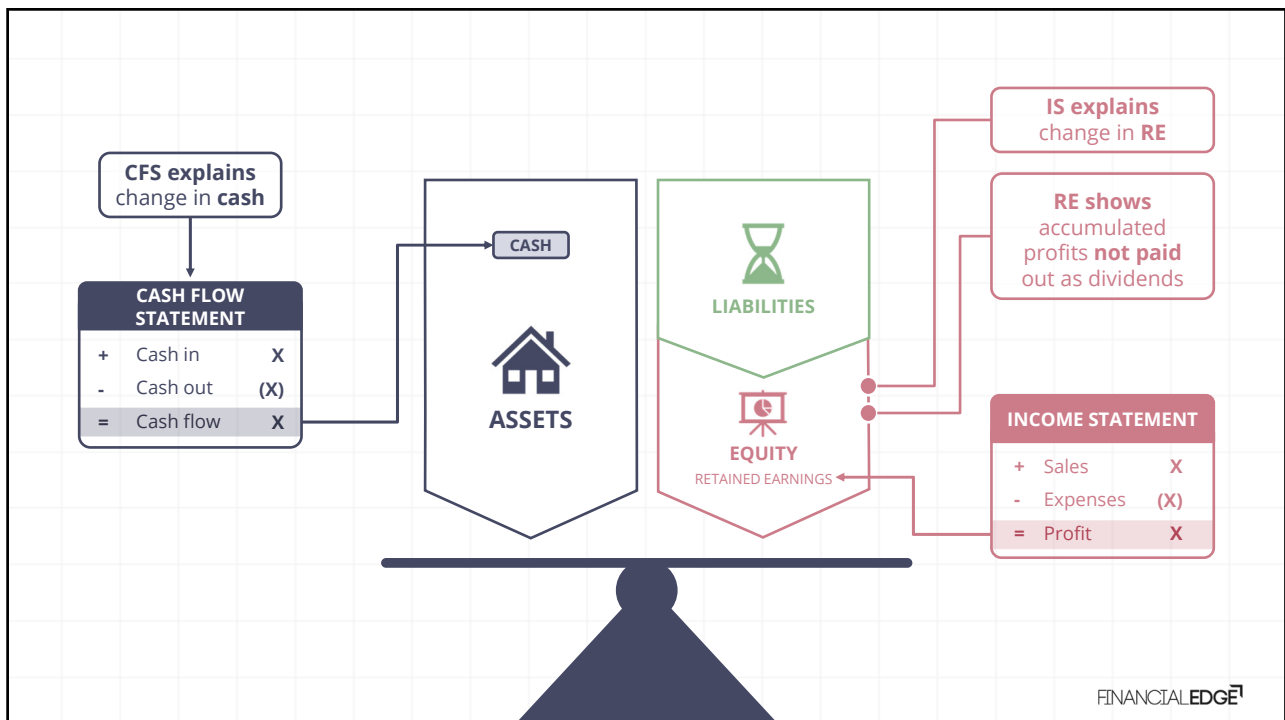 CFS explains
change in cash
CASH FLOW
STATEMENT
+ Cash in X
- Cash out (X)
= Cash flow X
CASH
ASSETS
LIABILITIES
EQUITY
RETAINED EARNINGS
IS explains
change in RE
RE shows
accumulated
profits not paid
out as dividends
INCOME STATEMENT
+ Sales X
- Expenses (X)
= Profit X
FINANCIALEDGE